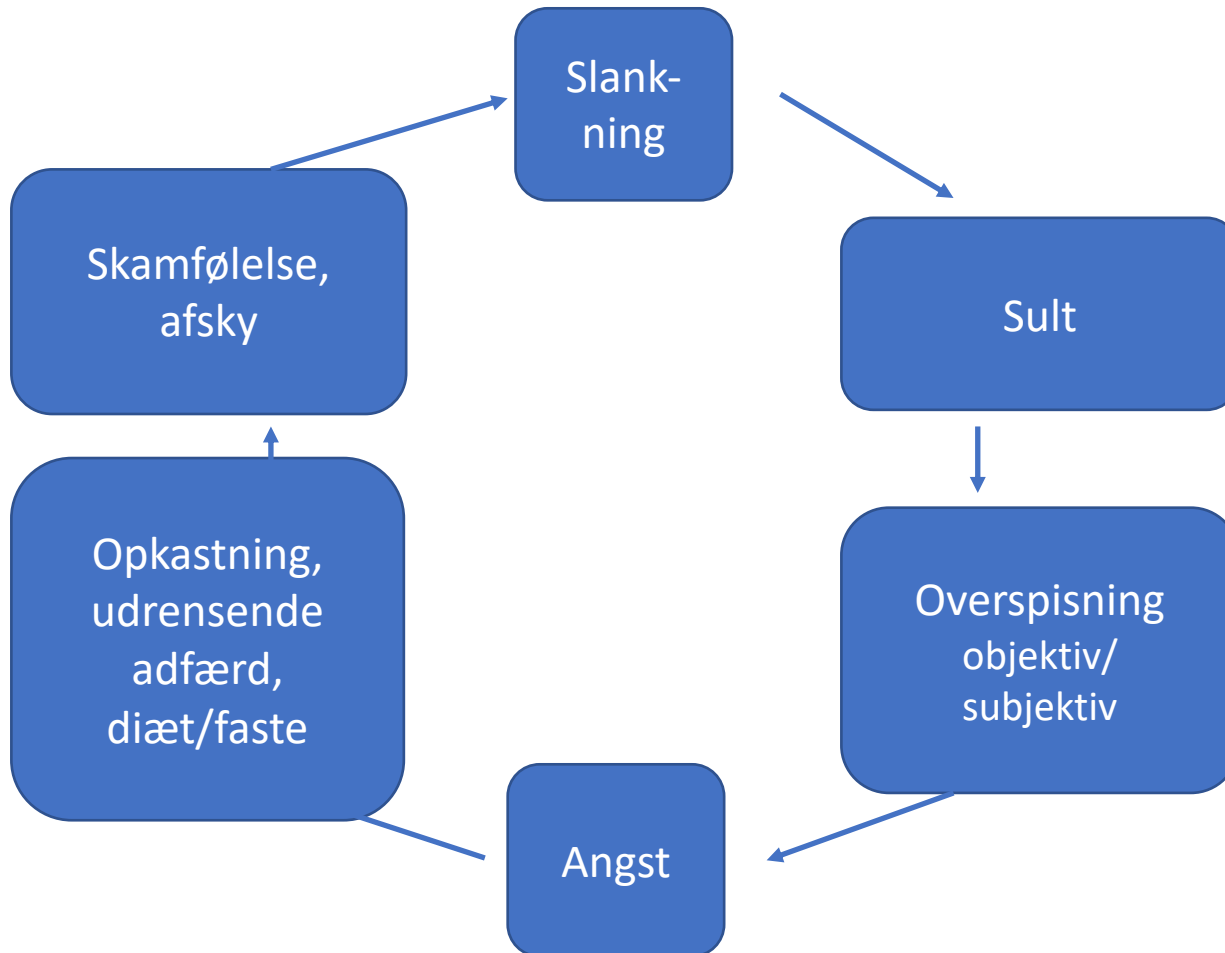 Slank-
ning
Skamfølelse,
afsky
Sult
Opkastning,
udrensende
adfærd,
diæt/faste
Overspisning
objektiv/
subjektiv
Angst